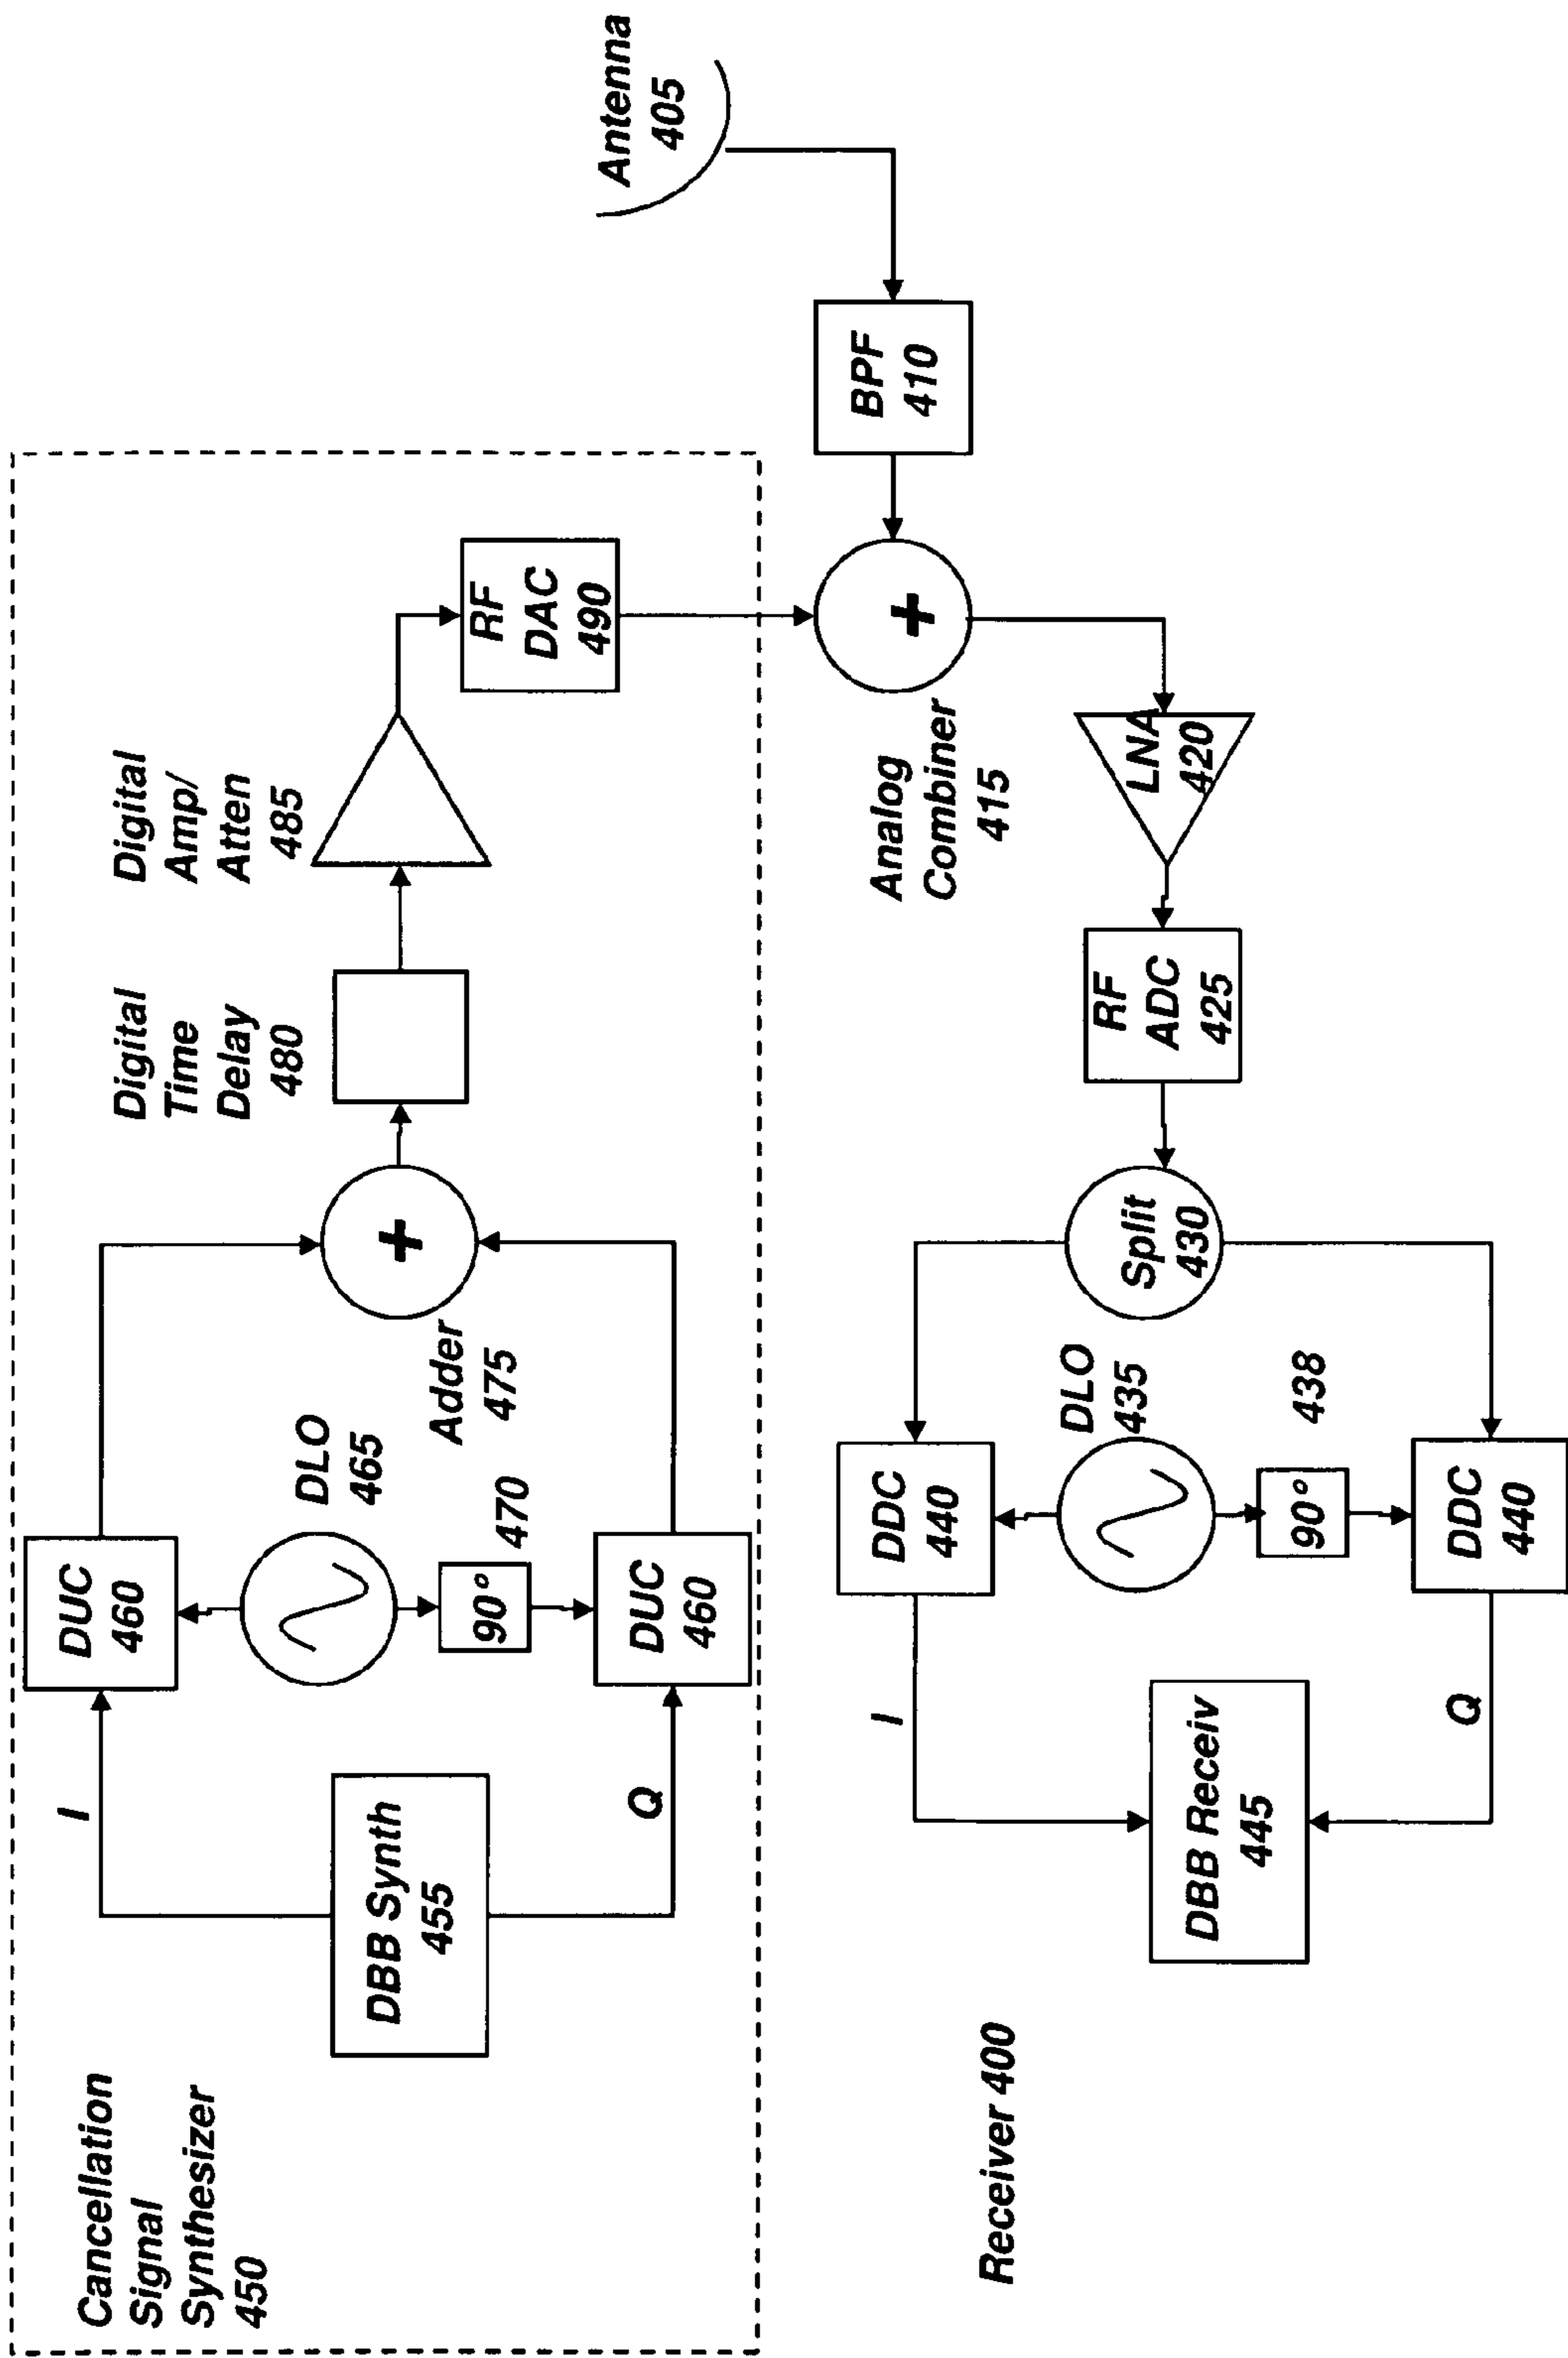 Cancellation
Signal
Synthesizer
450
DBB Synth
455
I
Q
DUC
460
DLO
465
90°
470
DUC
460
Adder
475
+
Digital
Time
Delay
480
Digital
Amp/
Atten
485
RF
DAC
490
Antenna
405
BPF
410
+
Analog
Combiner
415
LNA
420
RF
ADC
425
Split
430
DLO
435
90°
438
DDC
440
DDC
440
I
Q
DBB Receiv
445
Receiver 400